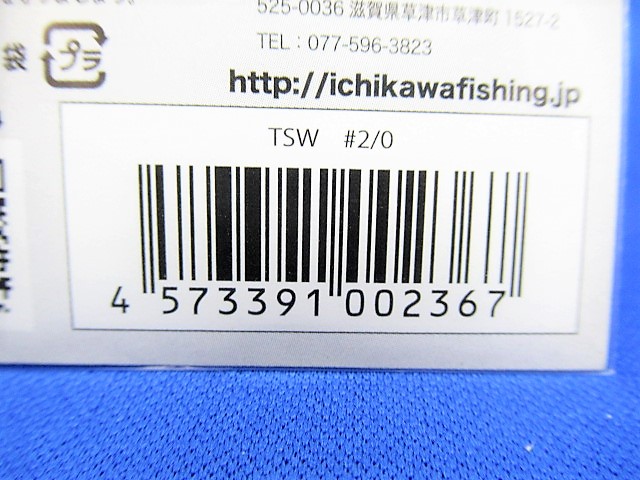 525-0036 滋賀県草津市草津町1527-2
袋
プラ
TEL：077-596-3823
http://ichikawafishing.jp
TSW #2/0
4 573391 002367